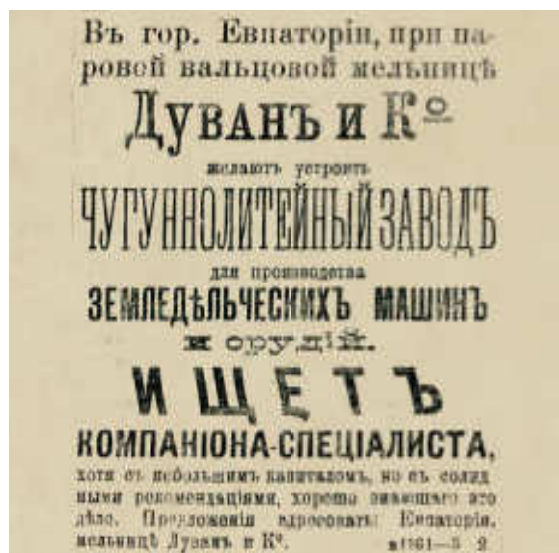 Въ гор. Евпаторіи, при па-
ровой вальцовой мельницѣ
Дуванъ и Кº
желаютъ устроить
ЧУГУННОЛИТЕЙНЫЙ ЗАВОДЪ
для производства
ЗЕМЛЕДѢЛЬЧЕСКИХЪ МАШИНЪ
и орудій.
ИЩЕТЪ
КОМПАНІОНА-СПЕЦІАЛИСТА,
хотя съ небольшимъ капиталомъ, но съ солид
ными рекомендаціями, хорошо знающаго это
дѣло. Предложенія адресовать: Евпаторія,
мельницѣ Дуванъ и Кº.